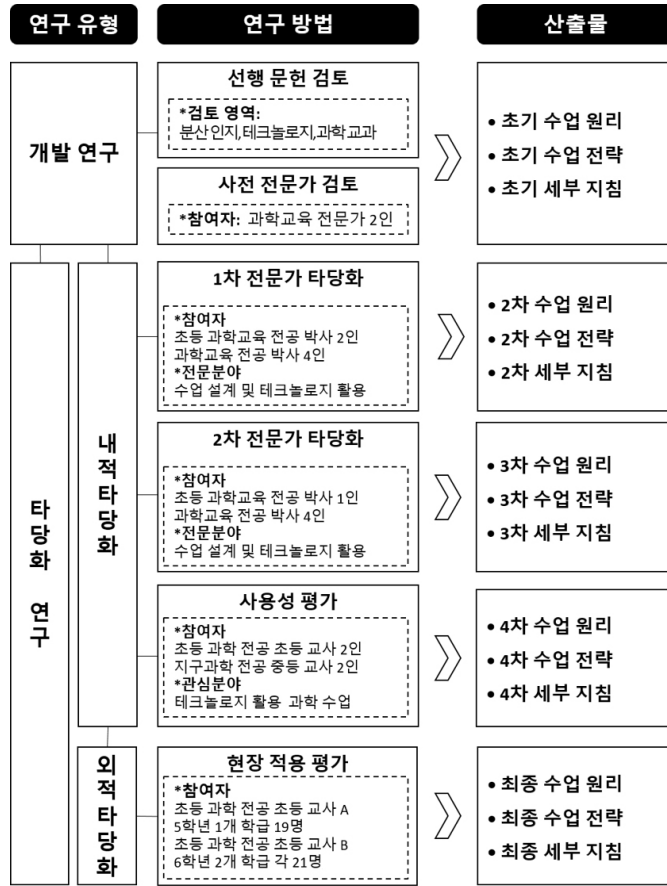 연구 유형
연구 방법
산출물
개발 연구
선행 문헌 검토
*검토 영역:
분산인지,테크놀로지,과학교과
사전 전문가 검토
*참여자: 과학교육 전문가 2인
• 초기 수업 원리
• 초기 수업 전략
• 초기 세부 지침
타당화 연구
내적타당화
1차 전문가 타당화
*참여자
초등 과학교육 전공 박사 2인
과학교육 전공 박사 4인
*전문분야
수업 설계 및 테크놀로지 활용
• 2차 수업 원리
• 2차 수업 전략
• 2차 세부 지침
2차 전문가 타당화
*참여자
초등 과학교육 전공 박사 1인
과학교육 전공 박사 4인
*전문분야
수업 설계 및 테크놀로지 활용
• 3차 수업 원리
• 3차 수업 전략
• 3차 세부 지침
사용성 평가
*참여자
초등 과학 전공 초등 교사 2인
지구과학 전공 중등 교사 2인
*관심분야
테크놀로지 활용 과학 수업
• 4차 수업 원리
• 4차 수업 전략
• 4차 세부 지침
외적타당화
현장 적용 평가
*참여자
초등 과학 전공 초등 교사 A
5학년 1개 학급 19명
초등 과학 전공 초등 교사 B
6학년 2개 학급 각 21명
• 최종 수업 원리
• 최종 수업 전략
• 최종 세부 지침